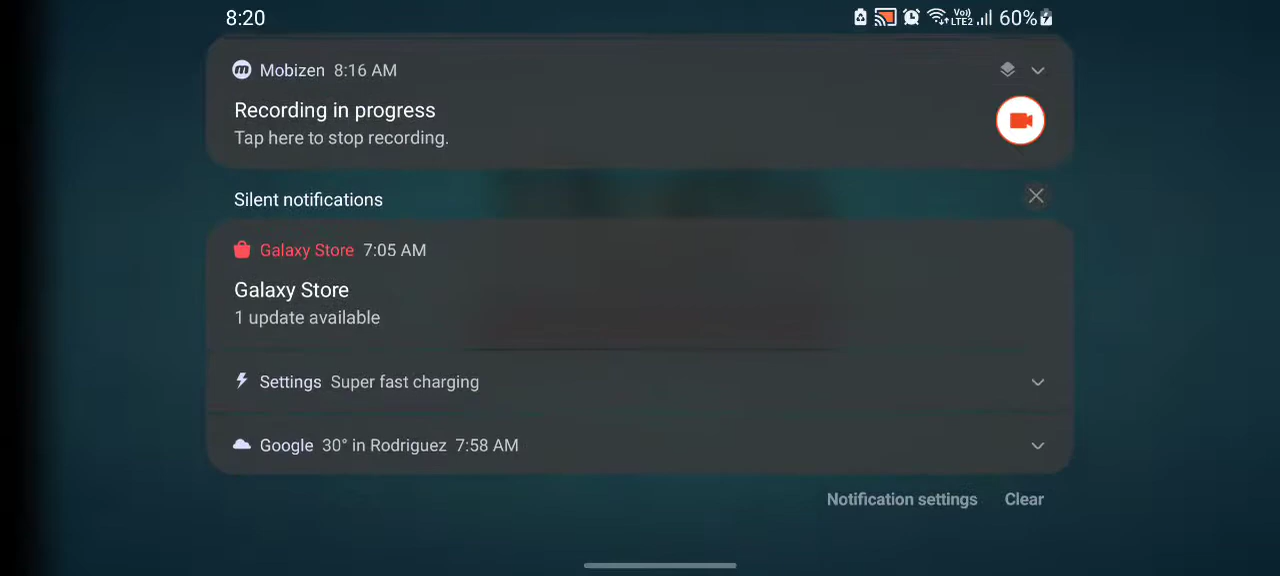 8:20 Vo)) LTE2 60%
Mobizen 8:16 AM
Recording in progress
Tap here to stop recording.
Silent notifications
Galaxy Store 7:05 AM
Galaxy Store
1 update available
Settings Super fast charging
Google 30° in Rodriguez 7:58 AM
Notification settings Clear